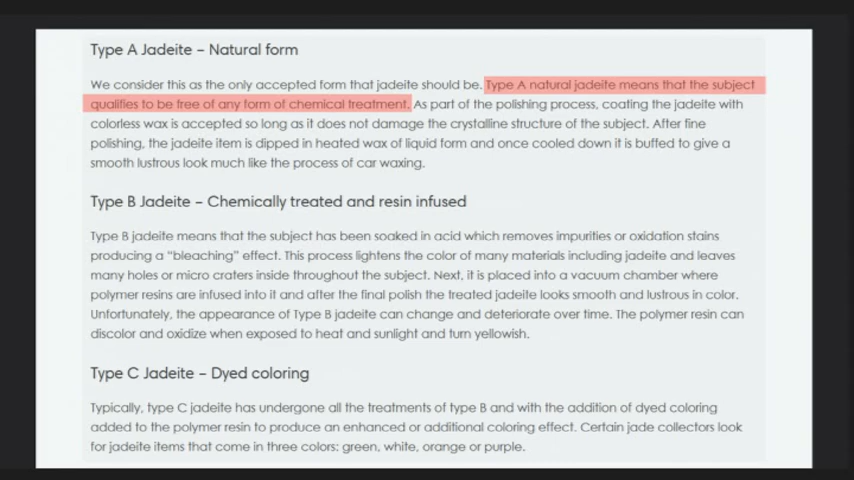 Type A Jadeite – Natural form
We consider this as the only accepted form that jadeite should be. Type A natural jadeite means that the subject
qualifies to be free of any form of chemical treatment. As part of the polishing process, coating the jadeite with
colorless wax is accepted so long as it does not damage the crystalline structure of the subject. After fine
polishing, the jadeite item is dipped in heated wax of liquid form and once cooled down it is buffed to give a
smooth lustrous look much like the process of car waxing.
Type B Jadeite – Chemically treated and resin infused
Type B jadeite means that the subject has been soaked in acid which removes impurities or oxidation stains
producing a “bleaching” effect. This process lightens the color of many materials including jadeite and leaves
many holes or micro craters inside throughout the subject. Next, it is placed into a vacuum chamber where
polymer resins are infused into it and after the final polish the treated jadeite looks smooth and lustrous in color.
Unfortunately, the appearance of Type B jadeite can change and deteriorate over time. The polymer resin can
discolor and oxidize when exposed to heat and sunlight and turn yellowish.
Type C Jadeite – Dyed coloring
Typically, type C jadeite has undergone all the treatments of type B and with the addition of dyed coloring
added to the polymer resin to produce an enhanced or additional coloring effect. Certain jade collectors look
for jadeite items that come in three colors: green, white, orange or purple.